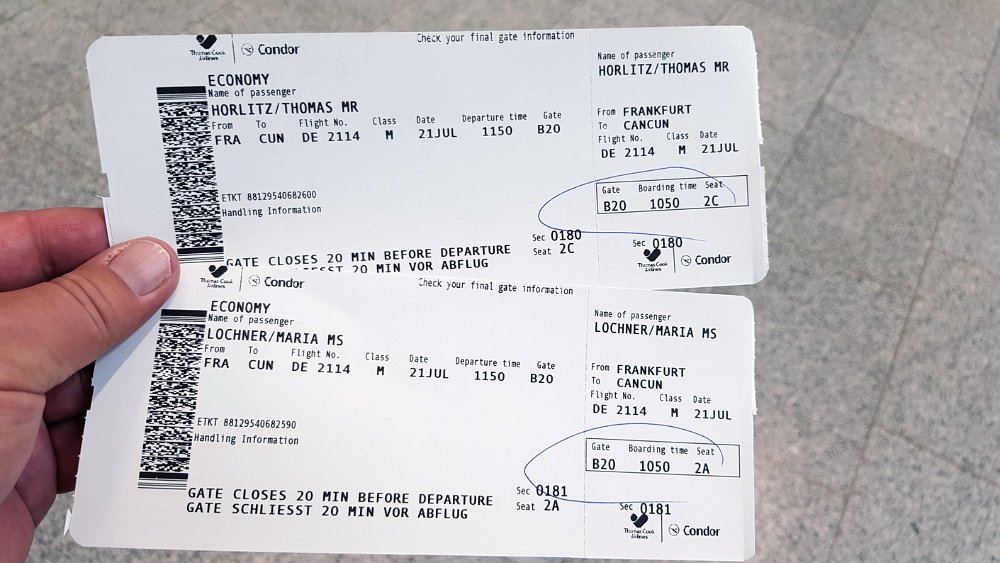 Thomas Cook Airlines Condor Check your final gate information
ECONOMY
Name of passenger
HORLITZ/THOMAS MR
From To Flight No. Class Date Departure time Gate
FRA CUN DE 2114 M 21JUL 1150 B20
ETKT 88129540682600
Handling Information
Sec 0180
Seat 2C
GATE CLOSES 20 MIN BEFORE DEPARTURE
SCHLIESST 20 MIN VOR ABFLUG
Name of passenger
HORLITZ/THOMAS MR
From FRANKFURT
To CANCUN
Flight No. Class Date
DE 2114 M 21JUL
Gate Boarding time Seat
B20 1050 2C
Sec 0180
Thomas Cook Airlines Condor
Thomas Cook Airlines Condor Check your final gate information
ECONOMY
Name of passenger
LOCHNER/MARIA MS
From To Flight No. Class Date Departure time Gate
FRA CUN DE 2114 M 21JUL 1150 B20
ETKT 88129540682590
Handling Information
Sec 0181
Seat 2A
GATE CLOSES 20 MIN BEFORE DEPARTURE
GATE SCHLIESST 20 MIN VOR ABFLUG
Name of passenger
LOCHNER/MARIA MS
From FRANKFURT
To CANCUN
Flight No. Class Date
DE 2114 M 21JUL
Gate Boarding time Seat
B20 1050 2A
Sec 0181
Thomas Cook Airlines Condor